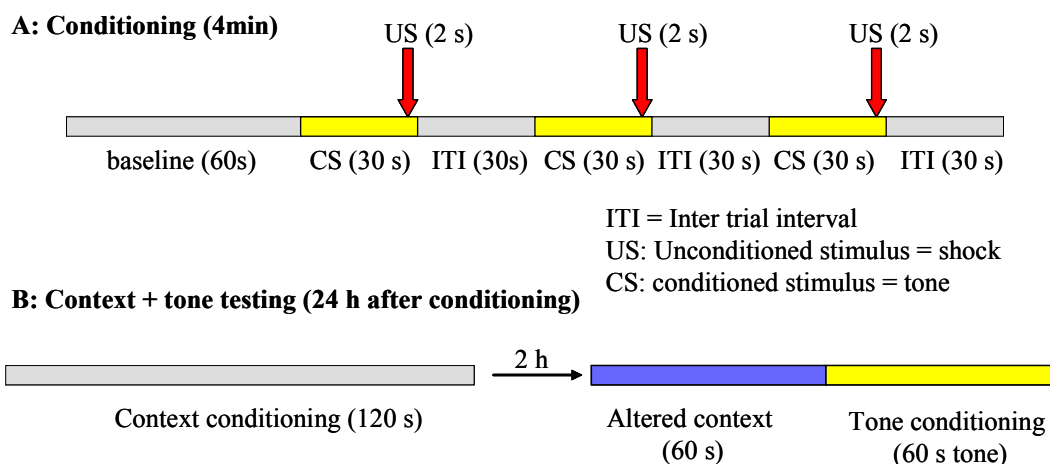 A: Conditioning (4min)
US (2 s) US (2 s) US (2 s)
baseline (60s) CS (30 s) ITI (30s) CS (30 s) ITI (30 s) CS (30 s) ITI (30 s)
ITI = Inter trial interval
US: Unconditioned stimulus = shock
CS: conditioned stimulus = tone
B: Context + tone testing (24 h after conditioning)
2 h
Context conditioning (120 s)
Altered context
(60 s)
Tone conditioning
(60 s tone)